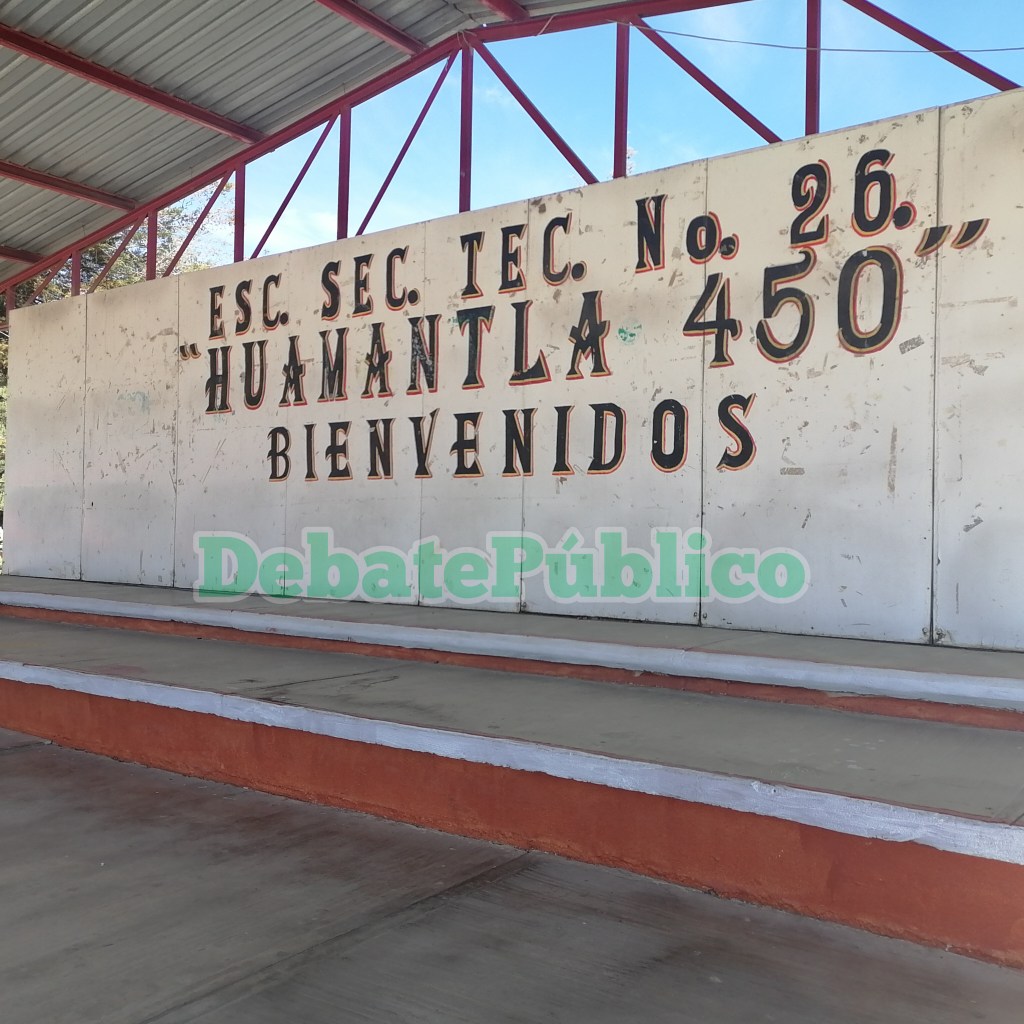 ESC. SEC. TEC. No. 26.
"HUAMANTLA 450"
BIENVENIDOS
DebatePúblico